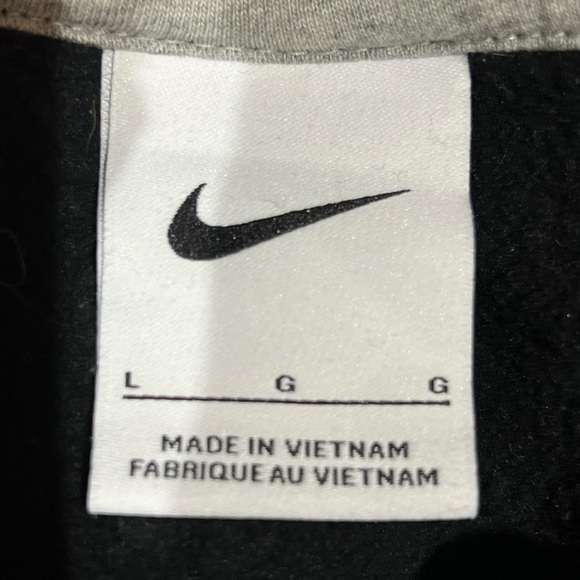 L G G
MADE IN VIETNAM
FABRIQUE AU VIETNAM